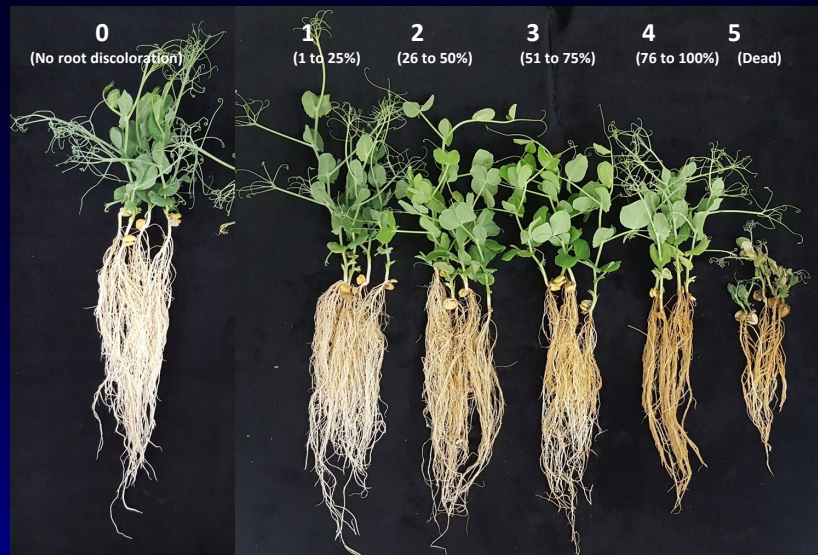 0
(No root discoloration)
1
(1 to 25%)
2
(26 to 50%)
3
(51 to 75%)
4
(76 to 100%)
5
(Dead)